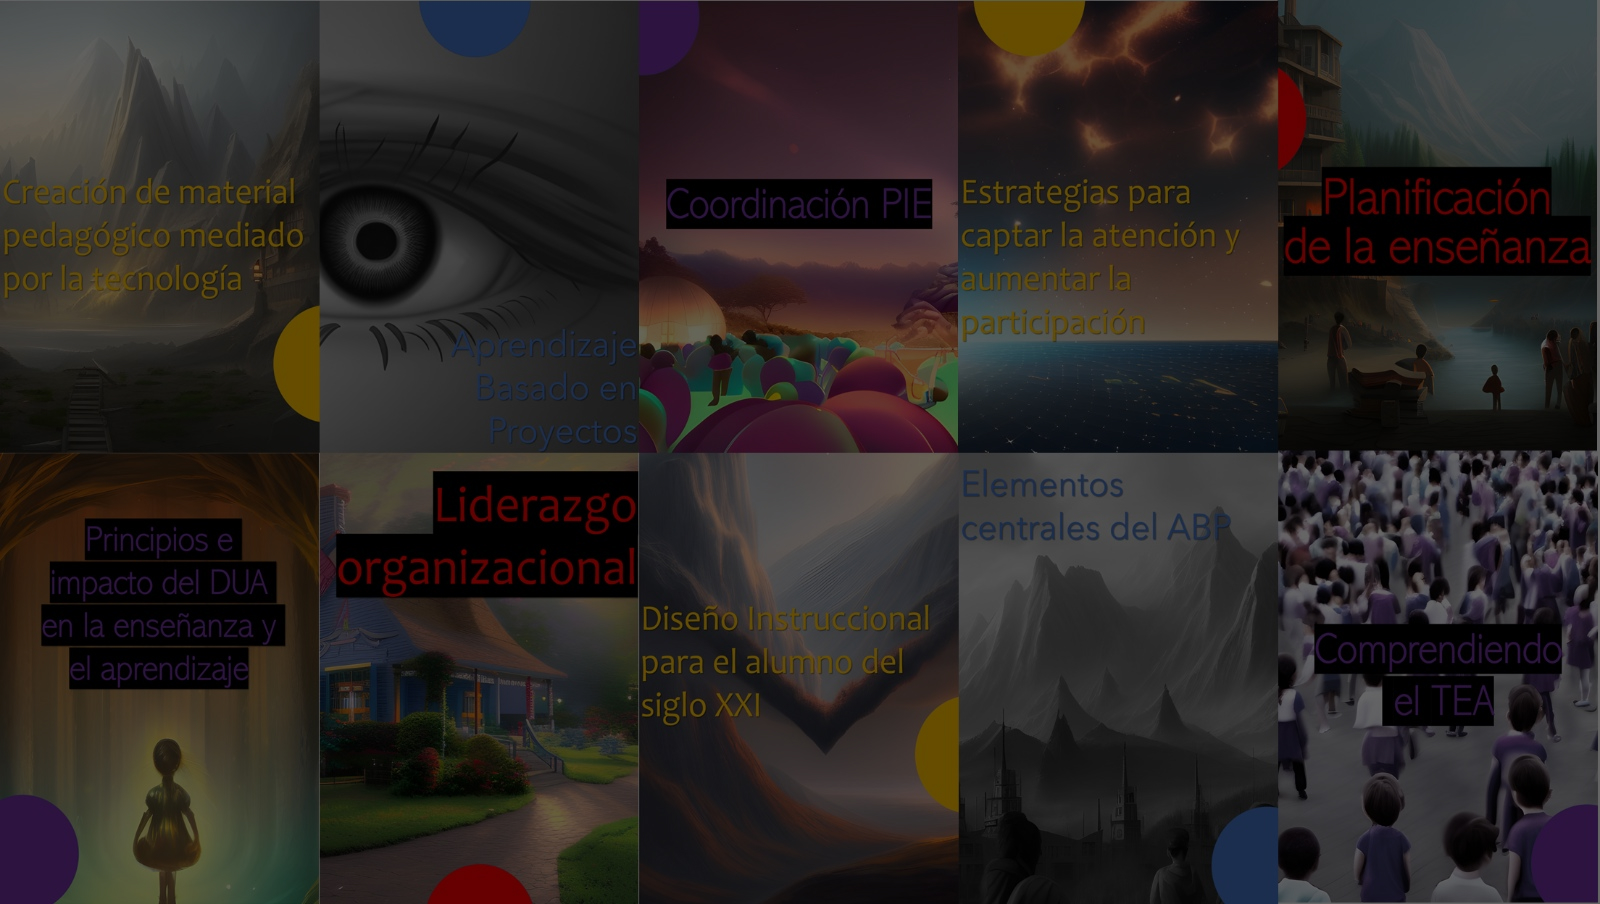 Creación de material
pedagógico mediado
por la tecnología
Aprendizaje
Basado en
Proyectos
Coordinación PIE
Estrategias para
captar la atención y
aumentar la
participación
Planificación
de la enseñanza
Principios e
impacto del DUA
en la enseñanza y
el aprendizaje
Liderazgo
organizacional
Diseño Instruccional
para el alumno del
siglo XXI
Elementos
centrales del ABP
Comprendiendo
el TEA